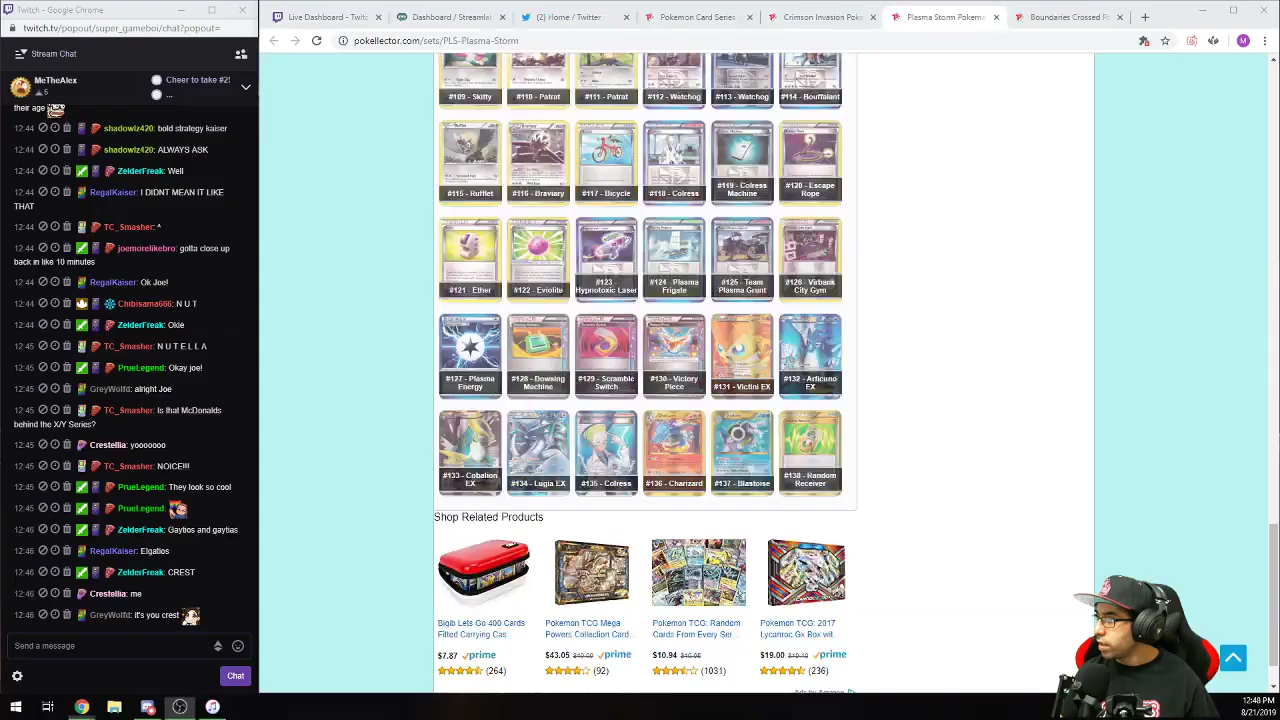 Twitch - Google Chrome
twitch.tv/popout/super_gameboi/chat?popout=
Live Dashboard - Twitc
Dashboard / Streamlab
(2) Home / Twitter
Pokemon Card Series
Crimson Invasion Poke
Plasma Storm Pokemo
Boundaries Crossed Po
pokellector.com/sets/PLS-Plasma-Storm
Stream Chat
MeTheAlex
5
Cheer to take #2
...
12:44 shadowlz420: bold strategy kaiser
12:44 shadowlz420: ALWAYS ASK
12:44 ZelderFreak: Well
12:44 RegalKaiser: I DIDNT MEAN IT LIKE
THAT
12:44 TC_Smasher: ^
12:44 joemorelikebro: gotta close up
back in like 10 minutes
12:44 RegalKaiser: Ok Joe!
12:44 Chibisama666: N U T
12:44 ZelderFreak: Okie
12:45 TC_Smasher: N U T E L L A
12:45 PrueLegend: Okay joe!
12:45 GreyWolfd: alright Joe
12:45 TC_Smasher: Is that McDonalds
before the X/Y Series?
12:45 Crestellia: yooooooo
12:45 TC_Smasher: NOICE!!!
12:45 PrueLegend: They look so cool
12:45 PrueLegend:
12:46 ZelderFreak: Gaytios and gaytias
12:46 RegalKaiser: Elgatios
12:46 ZelderFreak: CREST
12:46 Crestellia: me
12:46 GreyWolfd: it's you crest
Send a message
Chat
#109 - Skitty
#110 - Patrat
#111 - Patrat
#112 - Watchog
#113 - Watchog
#114 - Bouffalant
#115 - Rufflet
#116 - Braviary
#117 - Bicycle
#118 - Colress
#119 - Colress
Machine
#120 - Escape
Rope
#121 - Ether
#122 - Eviolite
#123
Hypnotoxic Laser
#124 - Plasma
Frigate
#125 - Team
Plasma Grunt
#126 - Virbank
City Gym
#127 - Plasma
Energy
#128 - Dowsing
Machine
#129 - Scramble
Switch
#130 - Victory
Piece
#131 - Victini EX
#132 - Articuno
EX
#133 - Cobalion
EX
#134 - Lugia EX
#135 - Colress
#136 - Charizard
#137 - Blastoise
#138 - Random
Receiver
Shop Related Products
Bigib Lets Go 400 Cards
Fitted Carrying Cas
$7.87 prime
(264)
Pokemon TCG Mega
Powers Collection Card...
$43.05 prime
(92)
Pokemon TCG: Random
Cards From Every Ser...
$10.94
(1031)
Pokemon TCG: 2017
Lycanroc Gx Box wit...
$19.00 prime
(236)
Ads by Amazon
12:48 PM
8/21/2019